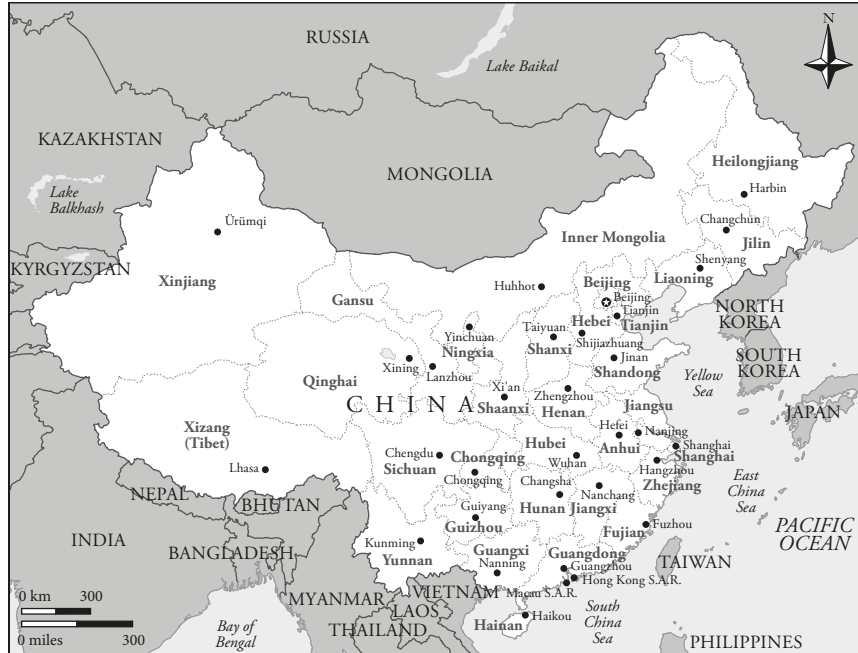 RUSSIA
Lake Baikal
N
KAZAKHSTAN
Lake
Balkhash
MONGOLIA
Heilongjiang
Harbin
Changchun
Jilin
Ürümqi
Inner Mongolia
Shenyang
Liaoning
KYRGYZSTAN
Xinjiang
Gansu
Huhhot
Beijing
Beijing
Tianjin
Tianjin
Hebei
Shijiazhuang
NORTH
KOREA
Yinchuan
Ningxia
Taiyuan
Shanxi
Jinan
Shandong
SOUTH
KOREA
Yellow
Sea
Xining
Lanzhou
Qinghai
CHINA
Xi'an
Shaanxi
Zhengzhou
Henan
Jiangsu
JAPAN
Xizang
(Tibet)
Lhasa
Chengdu
Sichuan
Chongqing
Chongqing
Hubei
Wuhan
Hefei
Anhui
Nanjing
Shanghai
Shanghai
Hangzhou
Zhejiang
East
China
Sea
NEPAL
BHUTAN
Changsha
Hunan
Nanchang
Jiangxi
Guiyang
Guizhou
Fujian
Fuzhou
PACIFIC
OCEAN
INDIA
BANGLADESH
Kunming
Yunnan
Guangxi
Nanning
Guangdong
Guangzhou
Hong Kong S.A.R.
Macau S.A.R.
TAIWAN
MYANMAR
VIETNAM
LAOS
THAILAND
Hainan
Haikou
South
China
Sea
Bay of
Bengal
PHILIPPINES
0 km 300
0 miles 300